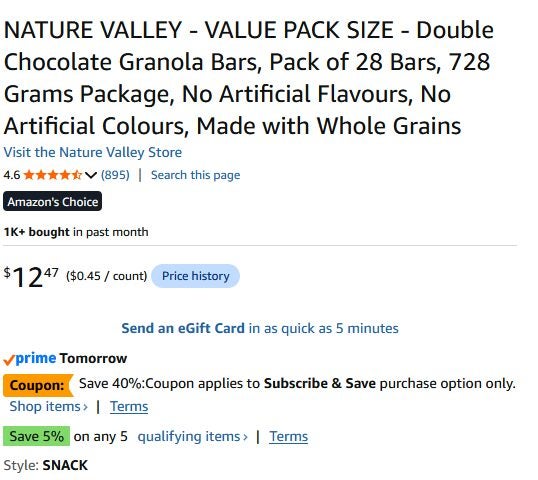 NATURE VALLEY - VALUE PACK SIZE - Double
Chocolate Granola Bars, Pack of 28 Bars, 728
Grams Package, No Artificial Flavours, No
Artificial Colours, Made with Whole Grains
Visit the Nature Valley Store
4.6 (895) | Search this page
Amazon's Choice
1K+ bought in past month
$12.47 ($0.45 / count) Price history
Send an eGift Card in as quick as 5 minutes
prime Tomorrow
Coupon: Save 40%:Coupon applies to Subscribe & Save purchase option only.
Shop items› | Terms
Save 5% on any 5 qualifying items› | Terms
Style: SNACK